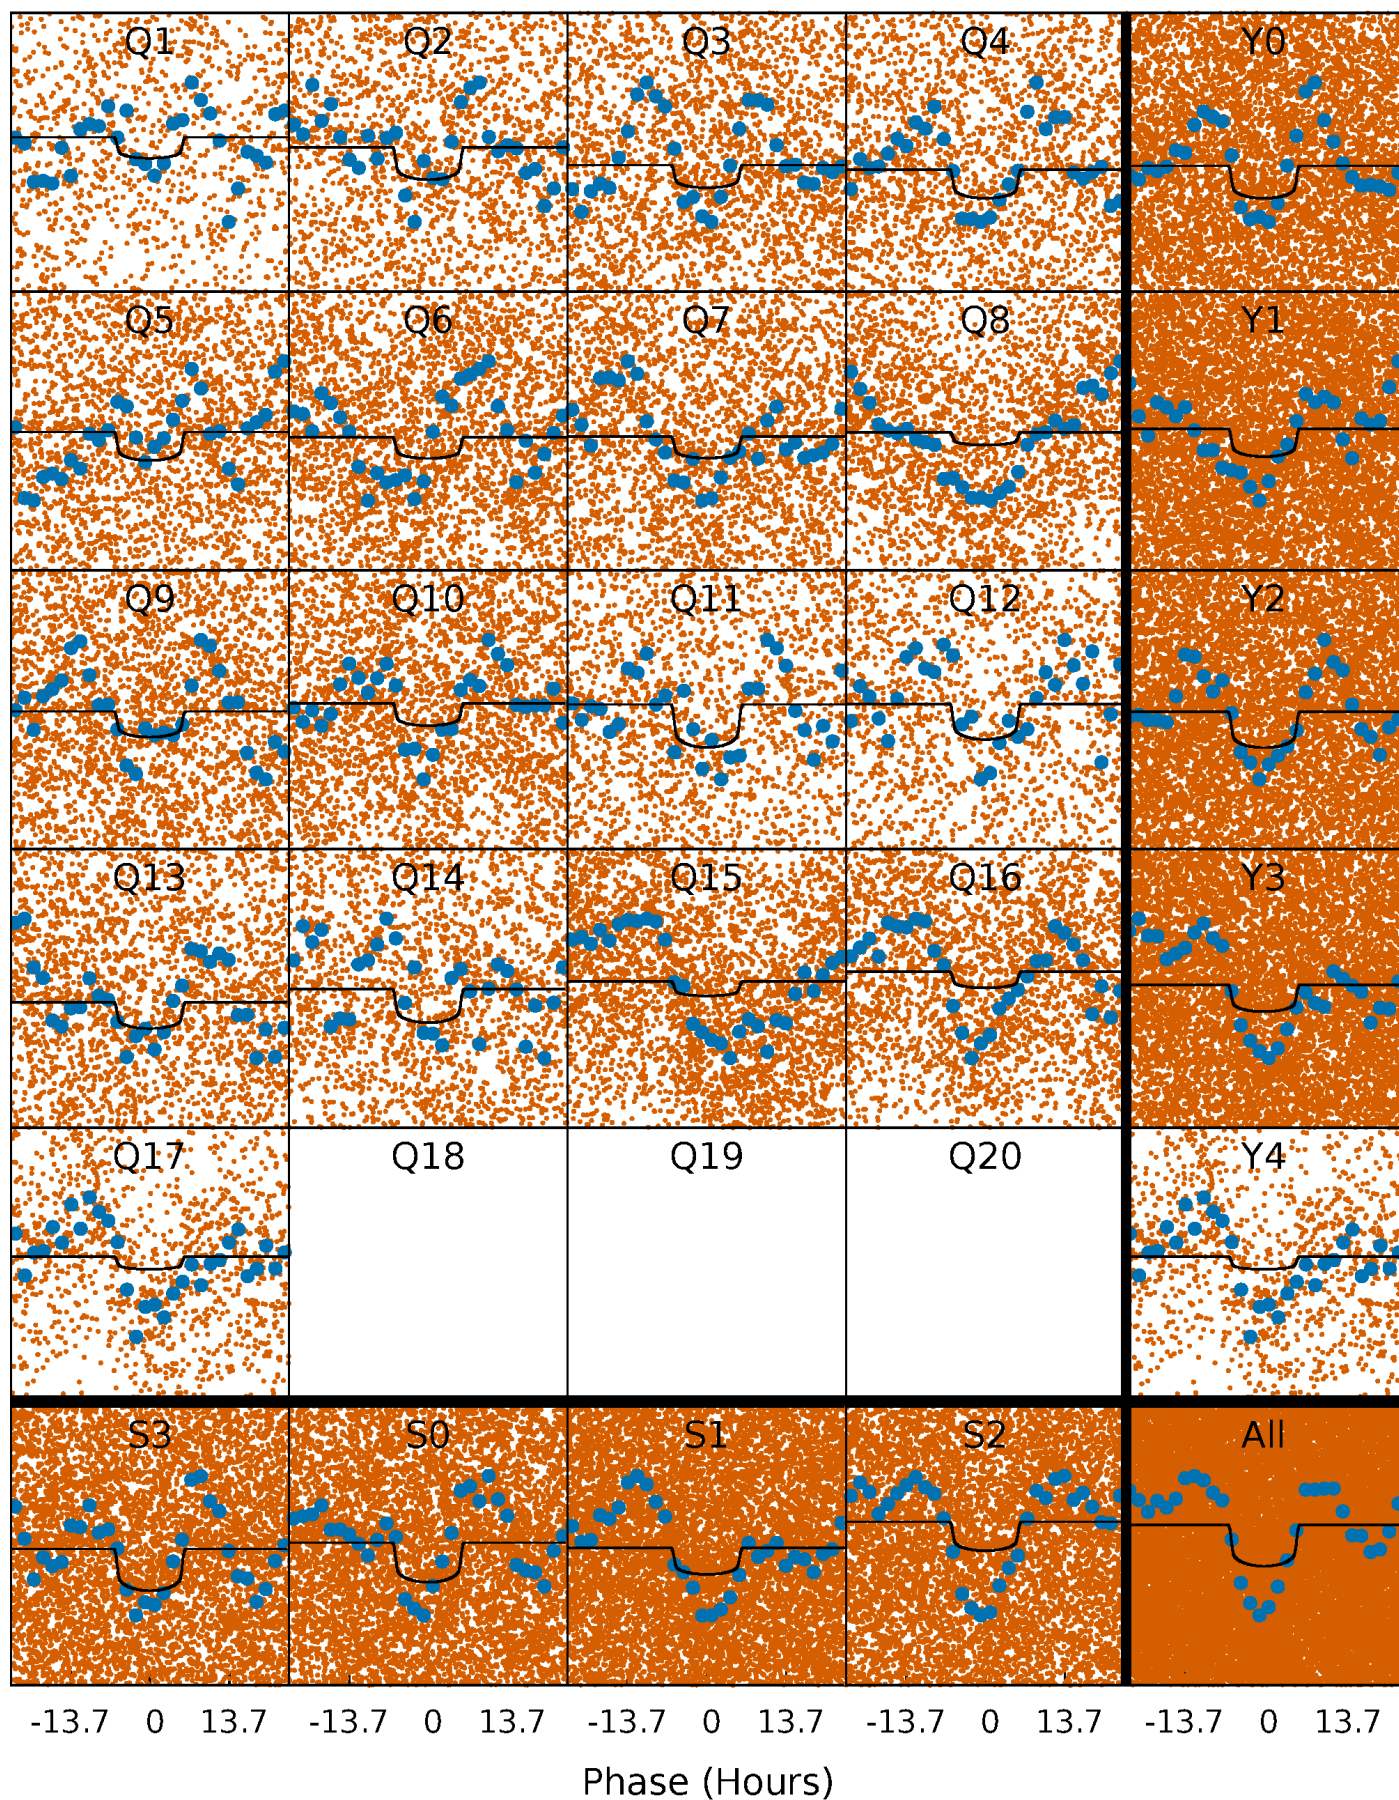 Q1 Q2 Q3 Q4 Y0
Q5 Q6 Q7 Q8 Y1
Q9 Q10 Q11 Q12 Y2
Q13 Q14 Q15 Q16 Y3
Q17 Q18 Q19 Q20 Y4
S3 S0 S1 S2 All
-13.7 0 13.7 -13.7 0 13.7 -13.7 0 13.7 -13.7 0 13.7 -13.7 0 13.7
Phase (Hours)